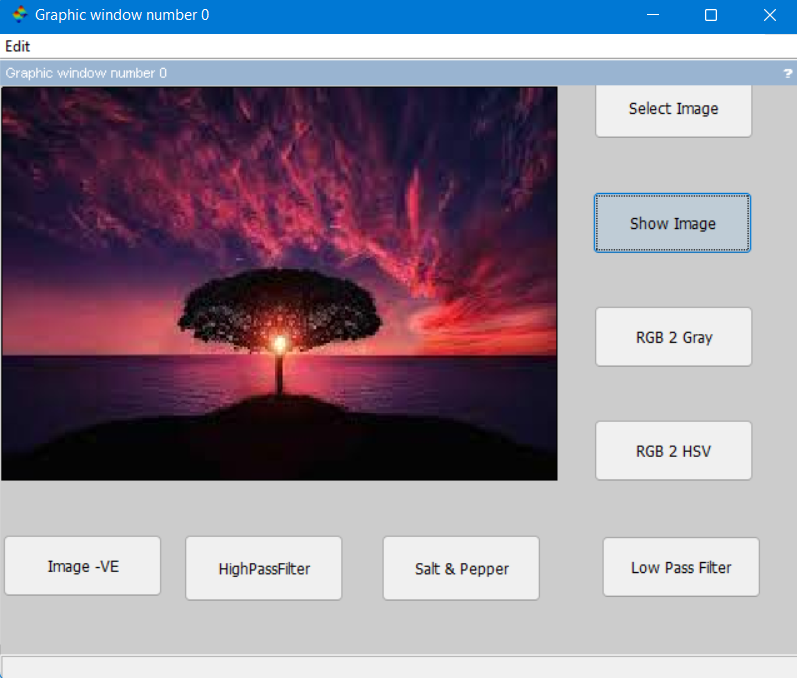 Graphic window number 0
Edit
Graphic window number 0
?
Select Image
Show Image
RGB 2 Gray
RGB 2 HSV
Image -VE
HighPassFilter
Salt & Pepper
Low Pass Filter